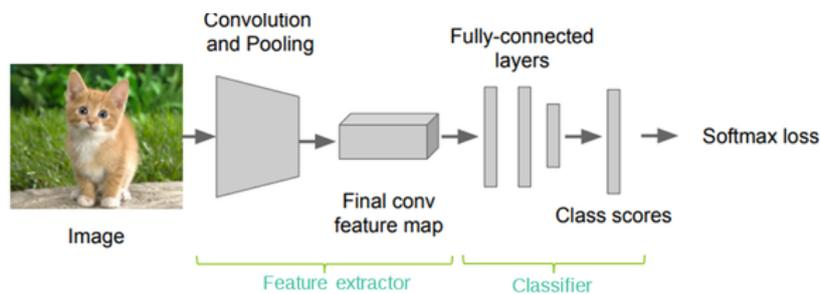 Convolution
and Pooling
Fully-connected
layers
Softmax loss
Final conv
feature map
Class scores
Image
Feature extractor
Classifier